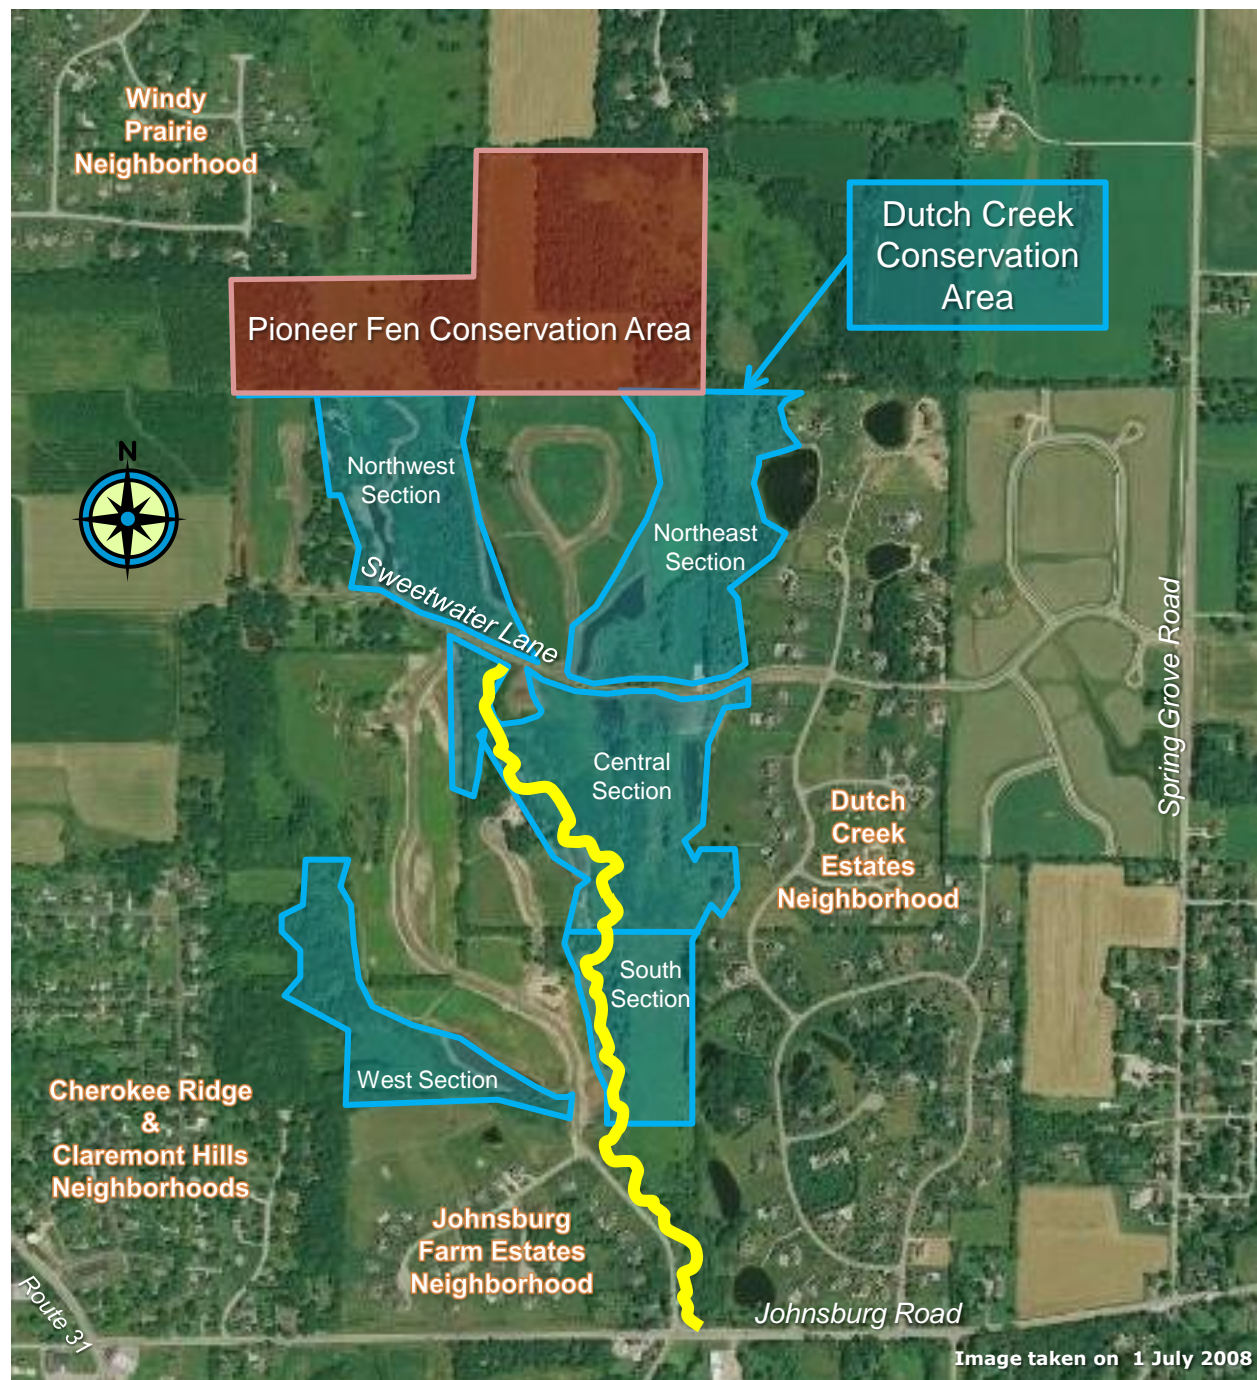 Windy
Prairie
Neighborhood
Dutch Creek
Conservation
Area
Pioneer Fen Conservation Area
N
Northwest
Section
Northeast
Section
Sweetwater Lane
Spring Grove Road
Central
Section
Dutch
Creek
Estates
Neighborhood
South
Section
West Section
Cherokee Ridge
&
Claremont Hills
Neighborhoods
Johnsburg
Farm Estates
Neighborhood
Route 31
Johnsburg Road
Image taken on 1 July 2008